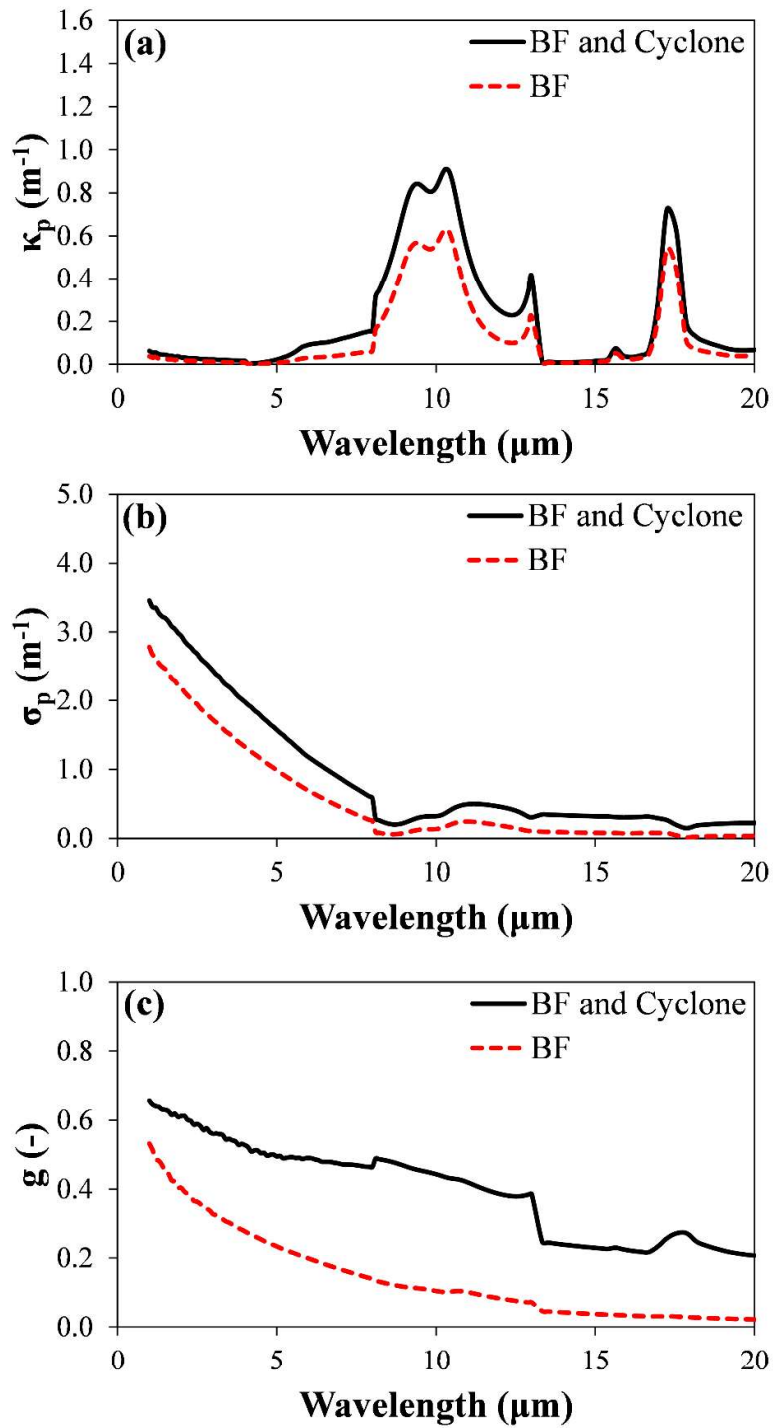 (a)
BF and Cyclone
BF
1.6
1.4
1.2
1.0
0.8
0.6
0.4
0.2
0.0
κp (m⁻¹)
0 5 10 15 20
Wavelength (µm)
(b)
BF and Cyclone
BF
5.0
4.0
3.0
2.0
1.0
0.0
σp (m⁻¹)
0 5 10 15 20
Wavelength (µm)
(c)
BF and Cyclone
BF
1.0
0.8
0.6
0.4
0.2
0.0
g (-)
0 5 10 15 20
Wavelength (µm)